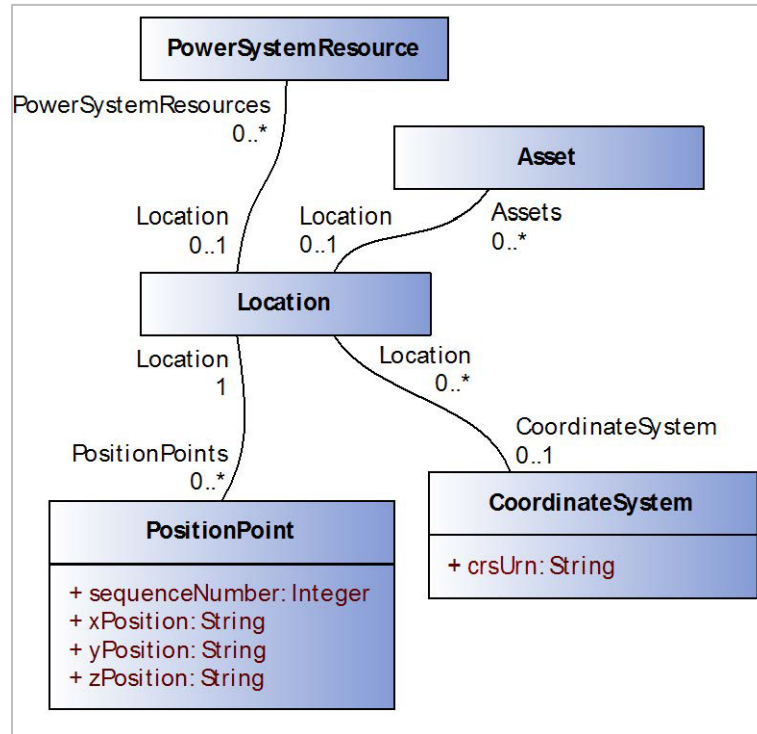 PowerSystemResource
PowerSystemResources
0..*
Asset
Location
0..1
Location
0..1
Assets
0..*
Location
Location
1
Location
0..*
PositionPoints
0..*
CoordinateSystem
0..1
PositionPoint
+ sequenceNumber: Integer
+ xPosition: String
+ yPosition: String
+ zPosition: String
CoordinateSystem
+ crsUrn: String